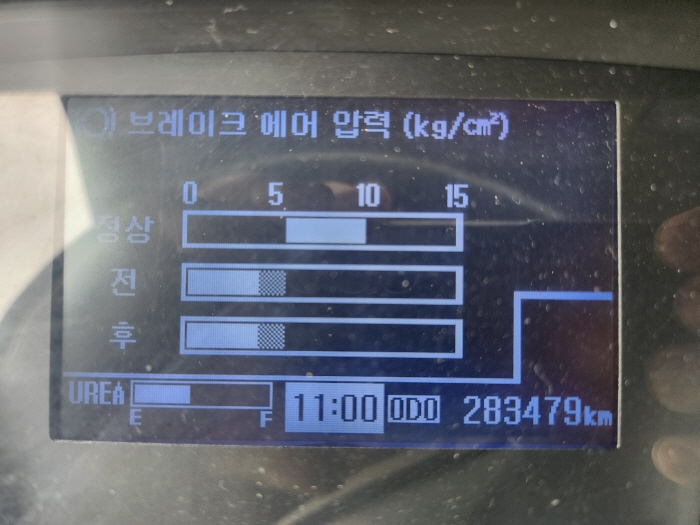 브레이크 에어 압력 (kg/cm²)
0 5 10 15
정상
전
후
UREA E F 11:00 ODO 283479km